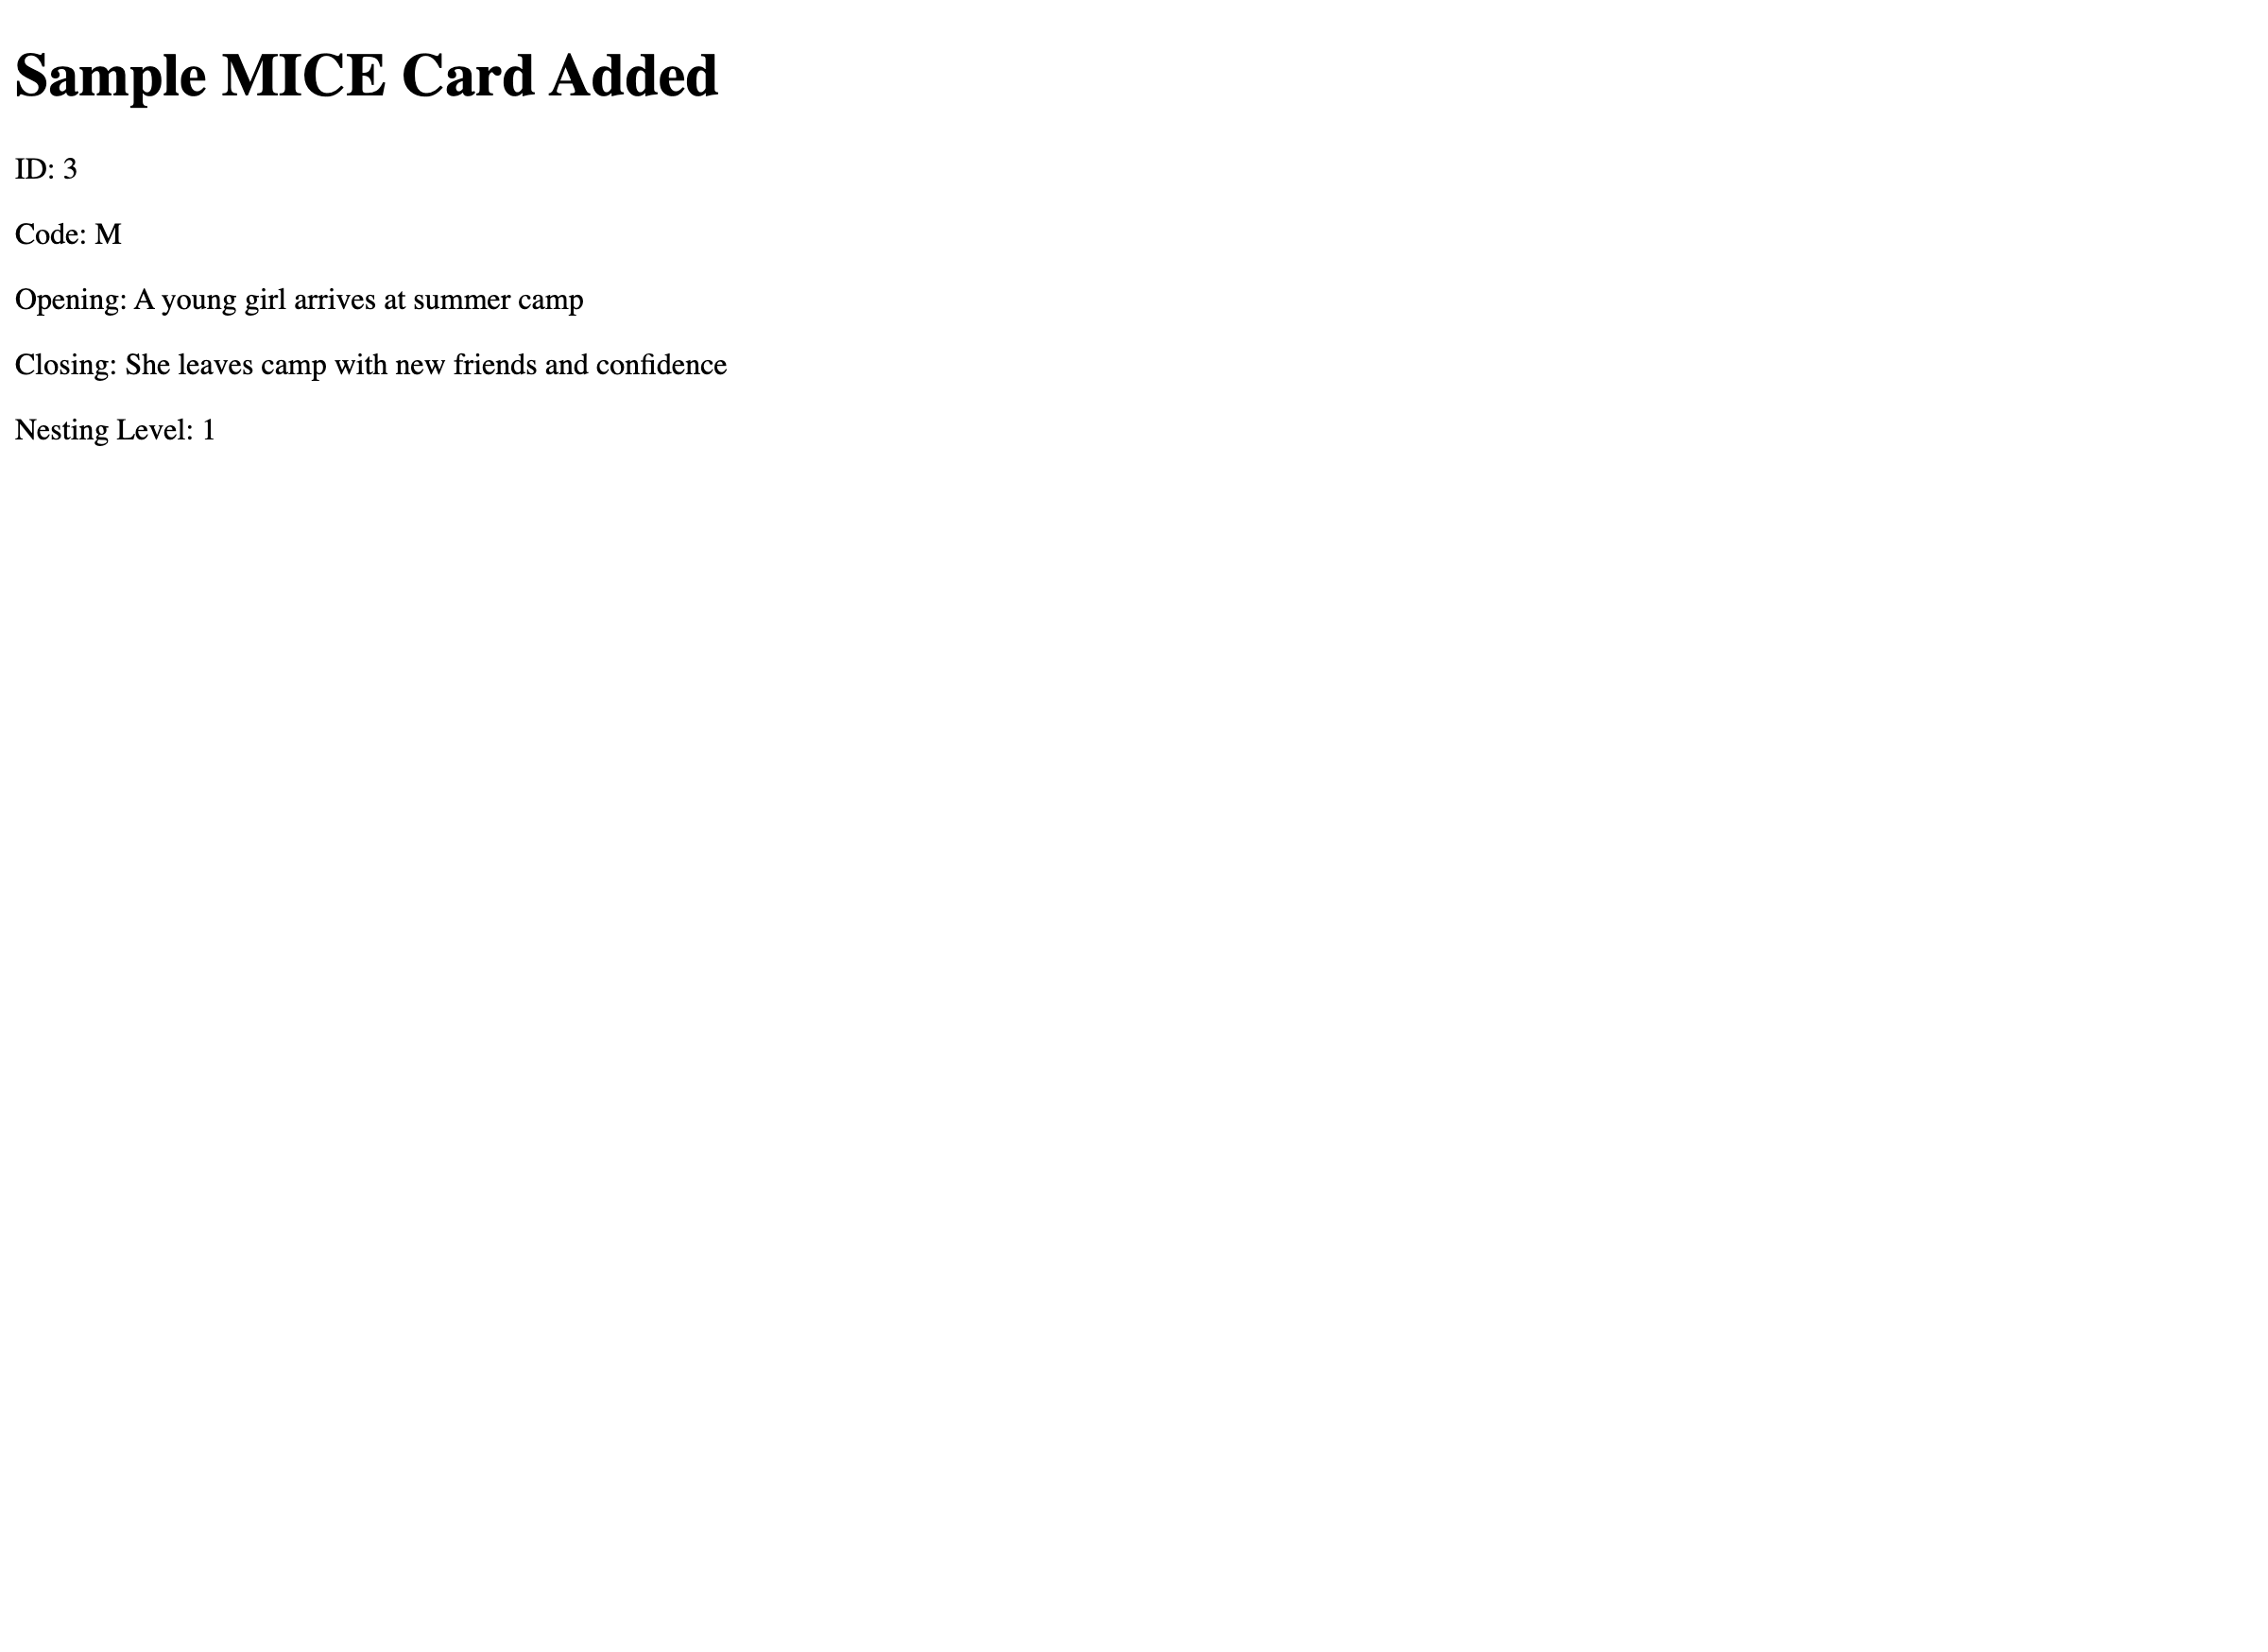 Sample MICE Card Added
ID: 3
Code: M
Opening: A young girl arrives at summer camp
Closing: She leaves camp with new friends and confidence
Nesting Level: 1